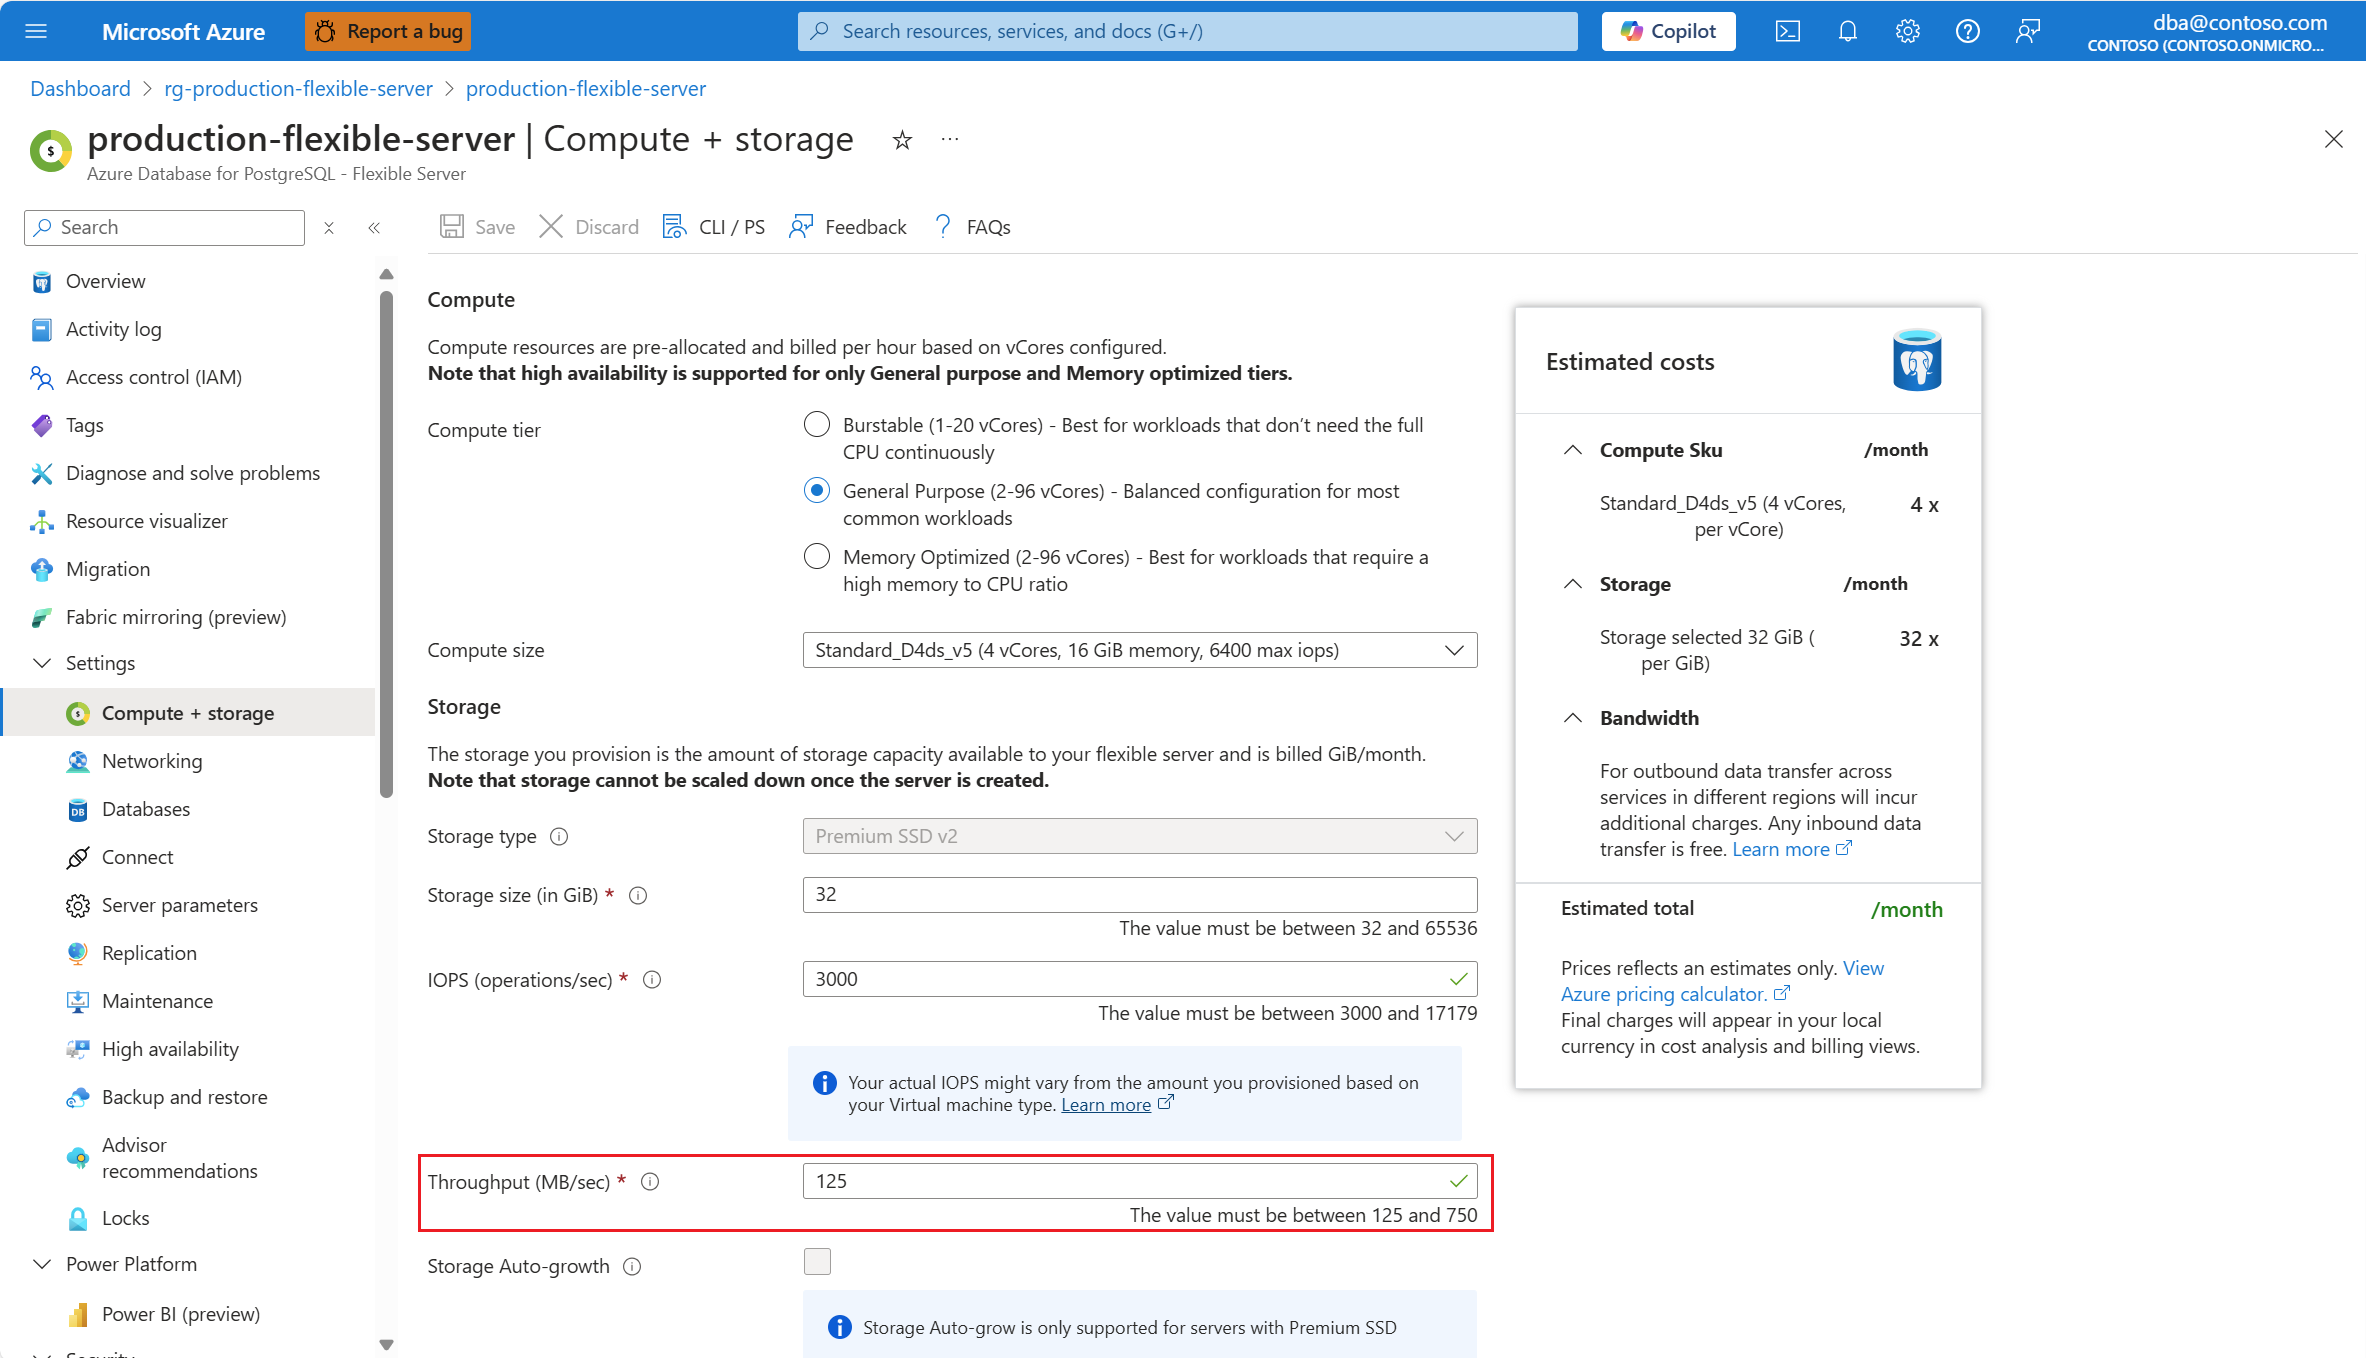 Microsoft Azure
Report a bug
Search resources, services, and docs (G+/)
Copilot
dba@contoso.com
CONTOSO (CONTOSO.ONMICRO...
Dashboard > rg-production-flexible-server > production-flexible-server
production-flexible-server | Compute + storage
Azure Database for PostgreSQL - Flexible Server
Search
Save
Discard
CLI / PS
Feedback
FAQs
Overview
Activity log
Access control (IAM)
Tags
Diagnose and solve problems
Resource visualizer
Migration
Fabric mirroring (preview)
Settings
Compute + storage
Networking
Databases
Connect
Server parameters
Replication
Maintenance
High availability
Backup and restore
Advisor
recommendations
Locks
Power Platform
Power BI (preview)
Security
Compute
Compute resources are pre-allocated and billed per hour based on vCores configured.
Note that high availability is supported for only General purpose and Memory optimized tiers.
Compute tier
Burstable (1-20 vCores) - Best for workloads that don’t need the full
CPU continuously
General Purpose (2-96 vCores) - Balanced configuration for most
common workloads
Memory Optimized (2-96 vCores) - Best for workloads that require a
high memory to CPU ratio
Compute size
Standard_D4ds_v5 (4 vCores, 16 GiB memory, 6400 max iops)
Storage
The storage you provision is the amount of storage capacity available to your flexible server and is billed GiB/month.
Note that storage cannot be scaled down once the server is created.
Storage type
Premium SSD v2
Storage size (in GiB) *
32
The value must be between 32 and 65536
IOPS (operations/sec) *
3000
The value must be between 3000 and 17179
Your actual IOPS might vary from the amount you provisioned based on
your Virtual machine type. Learn more
Throughput (MB/sec) *
125
The value must be between 125 and 750
Storage Auto-growth
Storage Auto-grow is only supported for servers with Premium SSD
Estimated costs
Compute Sku /month
Standard_D4ds_v5 (4 vCores, 4 x
per vCore)
Storage /month
Storage selected 32 GiB ( 32 x
per GiB)
Bandwidth
For outbound data transfer across
services in different regions will incur
additional charges. Any inbound data
transfer is free. Learn more
Estimated total /month
Prices reflects an estimates only. View
Azure pricing calculator.
Final charges will appear in your local
currency in cost analysis and billing views.